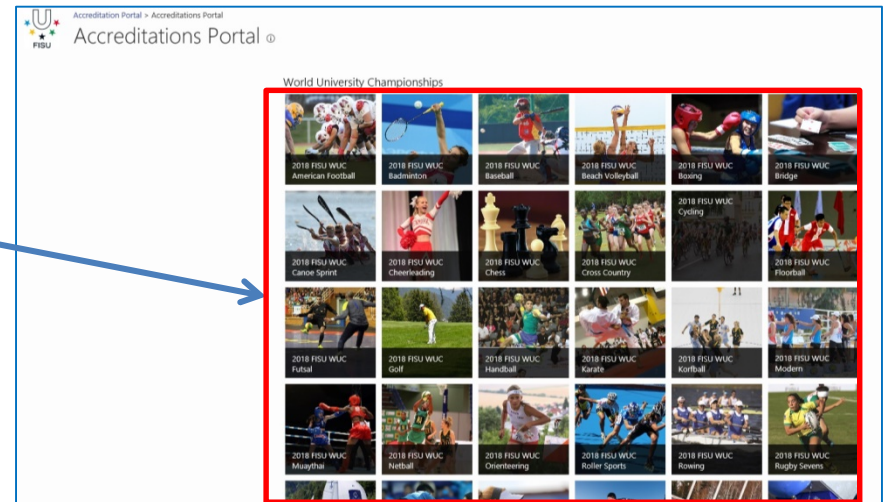 FISU
Accreditation Portal > Accreditations Portal
Accreditations Portal
World University Championships
2018 FISU WUC
American Football
2018 FISU WUC
Badminton
2018 FISU WUC
Baseball
2018 FISU WUC
Beach Volleyball
2018 FISU WUC
Boxing
2018 FISU WUC
Bridge
2018 FISU WUC
Canoe Sprint
2018 FISU WUC
Cheerleading
2018 FISU WUC
Chess
2018 FISU WUC
Cross Country
2018 FISU WUC
Cycling
2018 FISU WUC
Floorball
2018 FISU WUC
Futsal
2018 FISU WUC
Golf
2018 FISU WUC
Handball
2018 FISU WUC
Karate
2018 FISU WUC
Korfball
2018 FISU WUC
Modern
2018 FISU WUC
Muaythai
2018 FISU WUC
Netball
2018 FISU WUC
Orienteering
2018 FISU WUC
Roller Sports
2018 FISU WUC
Rowing
2018 FISU WUC
Rugby Sevens